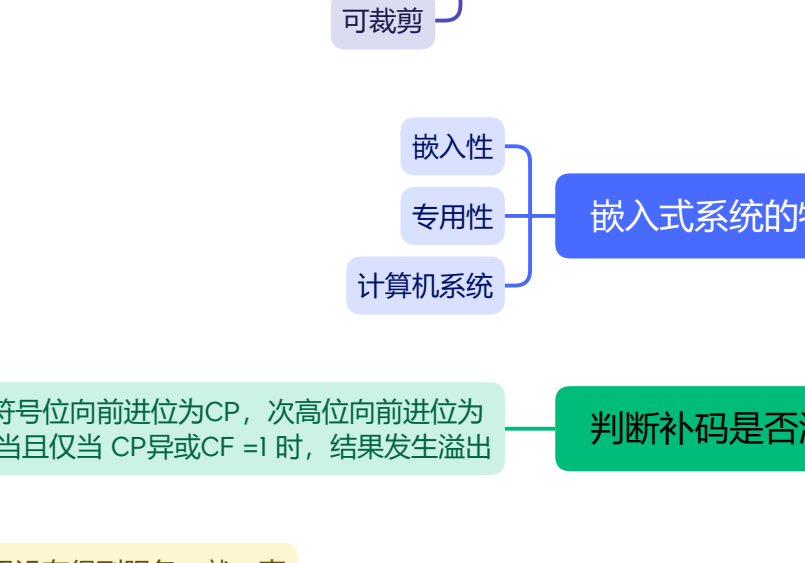 可裁剪
嵌入性
专用性
计算机系统
嵌入式系统的
符号位向前进位为CP，次高位向前进位为
当且仅当 CP异或CF =1 时，结果发生溢出
判断补码是否